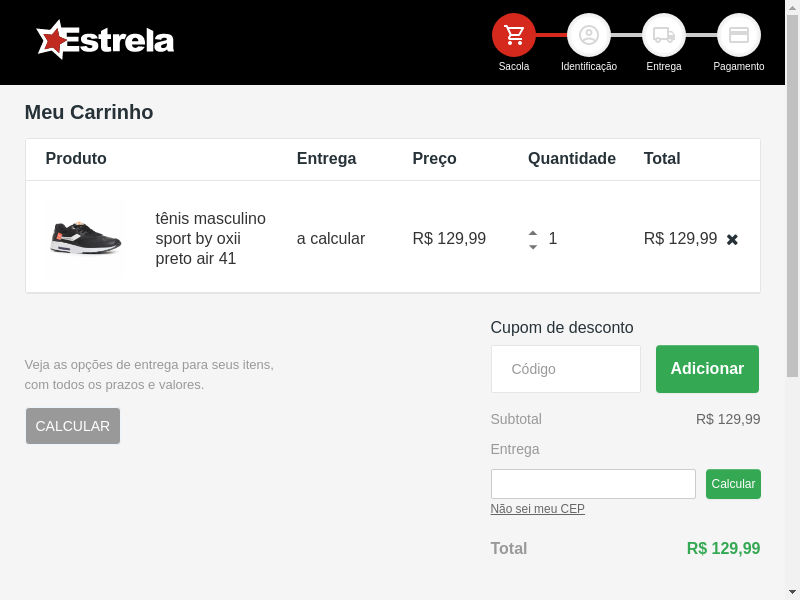 Estrela
Sacola
Identificação
Entrega
Pagamento
Meu Carrinho
Produto
Entrega
Preço
Quantidade
Total
tênis masculino
sport by oxii
preto air 41
a calcular
R$ 129,99
1
R$ 129,99
Cupom de desconto
Código
Adicionar
Veja as opções de entrega para seus itens,
com todos os prazos e valores.
CALCULAR
Subtotal
R$ 129,99
Entrega
Calcular
Não sei meu CEP
Total
R$ 129,99